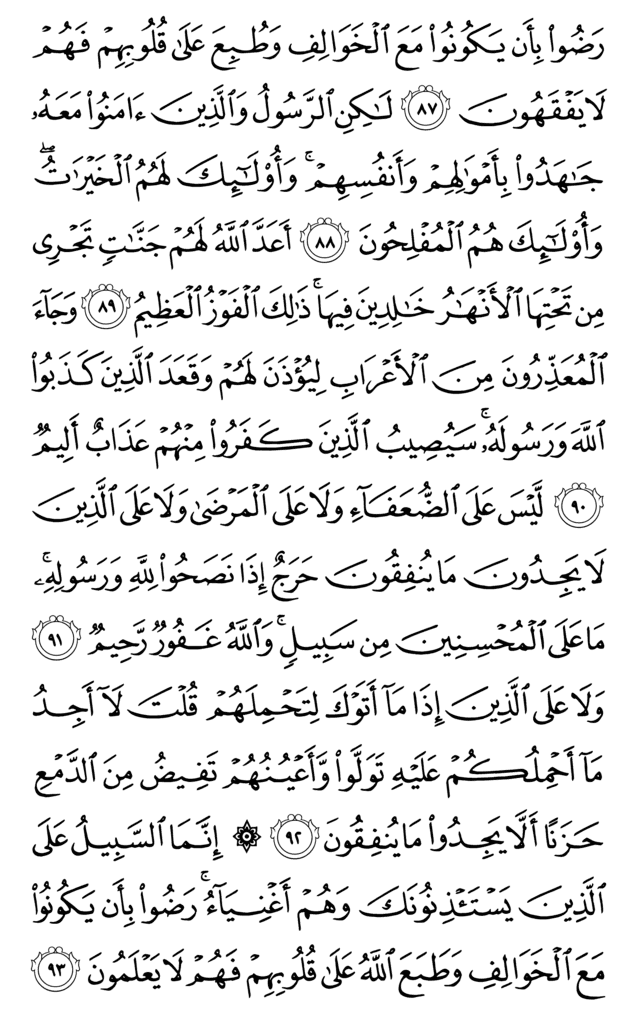 رَضُوا۟ بِأَن يَكُونُوا۟ مَعَ ٱلْخَوَالِفِ وَطُبِعَ عَلَىٰ قُلُوبِهِمْ فَهُمْ
لَا يَفْقَهُونَ ٨٧ لَٰكِنِ ٱلرَّسُولُ وَٱلَّذِينَ ءَامَنُوا۟ مَعَهُۥ
جَٰهَدُوا۟ بِأَمْوَٰلِهِمْ وَأَنفُسِهِمْ ۚ وَأُو۟لَٰٓئِكَ لَهُمُ ٱلْخَيْرَٰتُ ۖ
وَأُو۟لَٰٓئِكَ هُمُ ٱلْمُفْلِحُونَ ٨٨ أَعَدَّ ٱللَّهُ لَهُمْ جَنَّٰتٍ تَجْرِى
مِن تَحْتِهَا ٱلْأَنْهَٰرُ خَٰلِدِينَ فِيهَا ۚ ذَٰلِكَ ٱلْفَوْزُ ٱلْعَظِيمُ ٨٩ وَجَآءَ
ٱلْمُعَذِّرُونَ مِنَ ٱلْأَعْرَابِ لِيُؤْذَنَ لَهُمْ وَقَعَدَ ٱلَّذِينَ كَذَبُوا۟
ٱللَّهَ وَرَسُولَهُۥ ۚ سَيُصِيبُ ٱلَّذِينَ كَفَرُوا۟ مِنْهُمْ عَذَابٌ أَلِيمٌ
٩٠ لَّيْسَ عَلَى ٱلضُّعَفَآءِ وَلَا عَلَى ٱلْمَرْضَىٰ وَلَا عَلَى ٱلَّذِينَ
لَا يَجِدُونَ مَا يُنفِقُونَ حَرَجٌ إِذَا نَصَحُوا۟ لِلَّهِ وَرَسُولِهِۦ ۚ
مَا عَلَى ٱلْمُحْسِنِينَ مِن سَبِيلٍ ۚ وَٱللَّهُ غَفُورٌ رَّحِيمٌ ٩١
وَلَا عَلَى ٱلَّذِينَ إِذَا مَآ أَتَوْكَ لِتَحْمِلَهُمْ قُلْتَ لَآ أَجِدُ
مَآ أَحْمِلُكُمْ عَلَيْهِ تَوَلَّوا۟ وَّأَعْيُنُهُمْ تَفِيضُ مِنَ ٱلدَّمْعِ
حَزَنًا أَلَّا يَجِدُوا۟ مَا يُنفِقُونَ ٩٢ ۞ إِنَّمَا ٱلسَّبِيلُ عَلَى
ٱلَّذِينَ يَسْتَـْٔذِنُونَكَ وَهُمْ أَغْنِيَآءُ ۚ رَضُوا۟ بِأَن يَكُونُوا۟
مَعَ ٱلْخَوَالِفِ وَطَبَعَ ٱللَّهُ عَلَىٰ قُلُوبِهِمْ فَهُمْ لَا يَعْلَمُونَ ٩٣